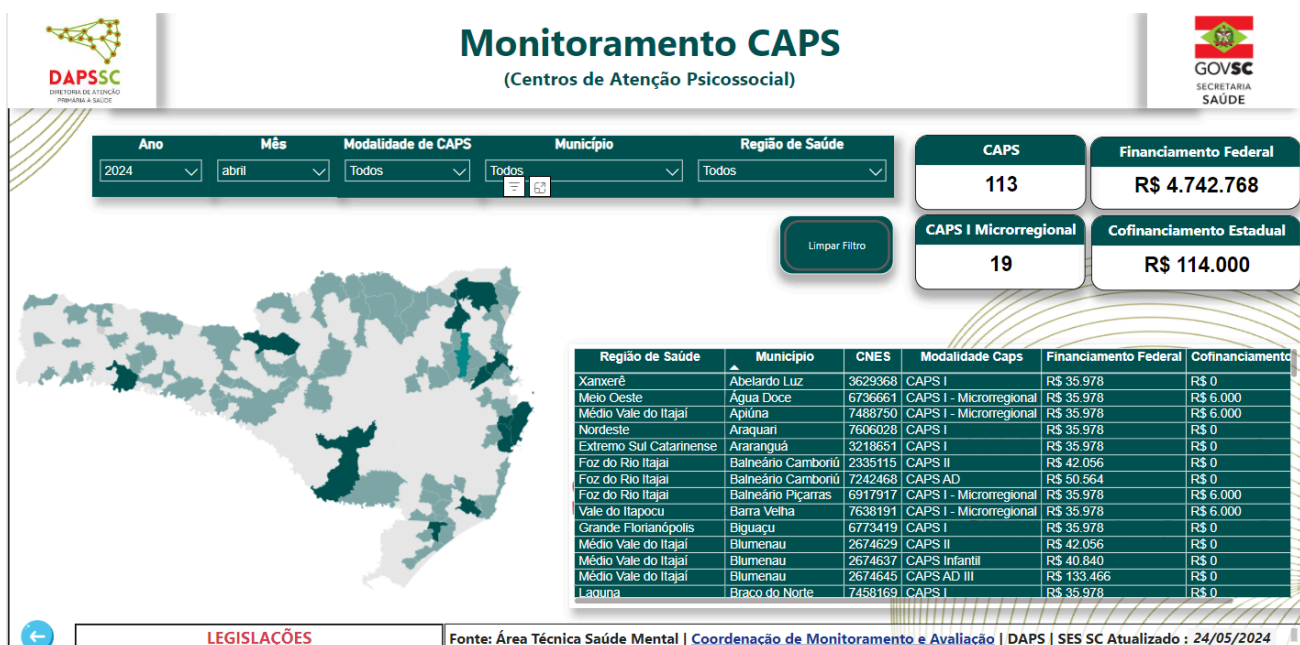 Monitoramento CAPS
(Centros de Atenção Psicossocial)
DAPSSC
DIRETORIA DE ATENÇÃO
PRIMÁRIA À SAÚDE
GOVSC
SECRETARIA
SAÚDE
Ano Mês Modalidade de CAPS Município Região de Saúde
2024 abril Todos Todos Todos
CAPS
113
Financiamento Federal
R$ 4.742.768
Limpar Filtro
CAPS I Microrregional
19
Cofinanciamento Estadual
R$ 114.000
Região de Saúde Município CNES Modalidade Caps Financiamento Federal Cofinanciamento
Xanxerê Abelardo Luz 3629368 CAPS I R$ 35.978 R$ 0
Meio Oeste Água Doce 6736661 CAPS I - Microrregional R$ 35.978 R$ 6.000
Médio Vale do Itajaí Apiúna 7488750 CAPS I - Microrregional R$ 35.978 R$ 6.000
Nordeste Araquari 7606028 CAPS I R$ 35.978 R$ 0
Extremo Sul Catarinense Araranguá 3218651 CAPS I R$ 35.978 R$ 0
Foz do Rio Itajai Balneário Camboriú 2335115 CAPS II R$ 42.056 R$ 0
Foz do Rio Itajai Balneário Camboriú 7242468 CAPS AD R$ 50.564 R$ 0
Foz do Rio Itajai Balneário Piçarras 6917917 CAPS I - Microrregional R$ 35.978 R$ 6.000
Vale do Itapocu Barra Velha 7638191 CAPS I - Microrregional R$ 35.978 R$ 6.000
Grande Florianópolis Biguaçu 6773419 CAPS I R$ 35.978 R$ 0
Médio Vale do Itajaí Blumenau 2674629 CAPS II R$ 42.056 R$ 0
Médio Vale do Itajaí Blumenau 2674637 CAPS Infantil R$ 40.840 R$ 0
Médio Vale do Itajaí Blumenau 2674645 CAPS AD III R$ 133.466 R$ 0
Laguna Braço do Norte 7458169 CAPS I R$ 35.978 R$ 0
LEGISLAÇÕES
Fonte: Área Técnica Saúde Mental | Coordenação de Monitoramento e Avaliação | DAPS | SES SC Atualizado : 24/05/2024